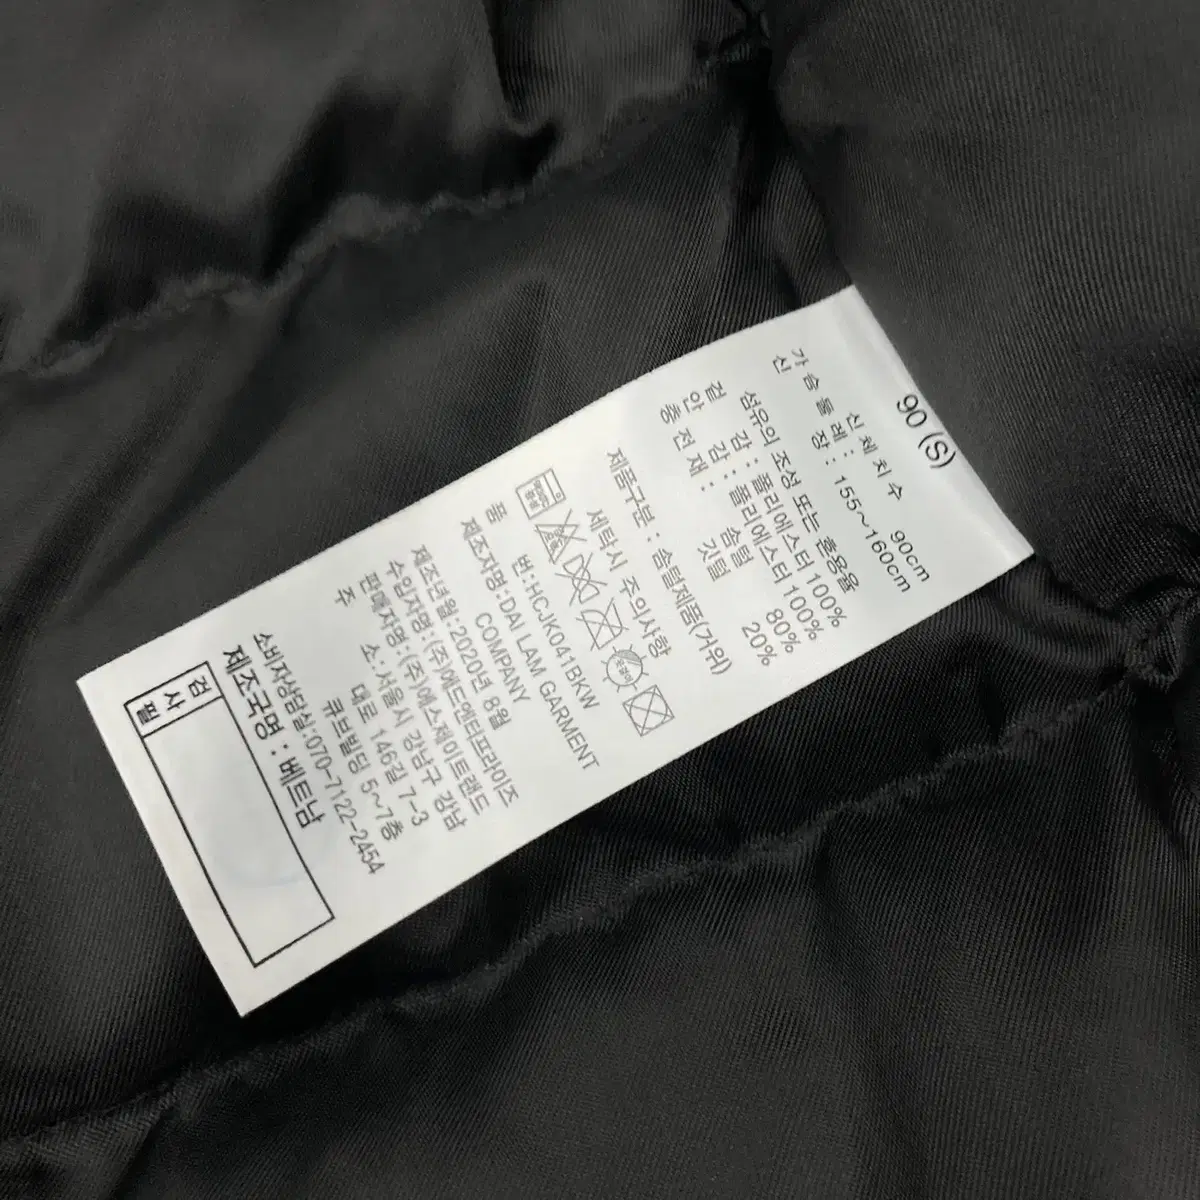 90 (S)
신 체 치 수
가 슴 둘 레 : 90cm
신 장 : 155~160cm
섬유의 조성 또는 혼용율
겉 감 : 폴리에스터 100%
안 감 : 폴리에스터 100%
충 전 재 : 솜털 80%
깃털 20%
제품구분 : 솜털제품(거위)
세탁시 주의사항
품 번:HCJK041BKW
제조자명:DAI LAM GARMENT
COMPANY
제조년월:2020년 8월
수입자명:(주)에드엔터프라이즈
판매자명:(주)에스제이트랜드
주 소:서울시 강남구 강남
대로 146길 7-3
큐브빌딩 5~7층
소비자상담실:070-7122-2454
제조국명 : 베트남
검 사 필